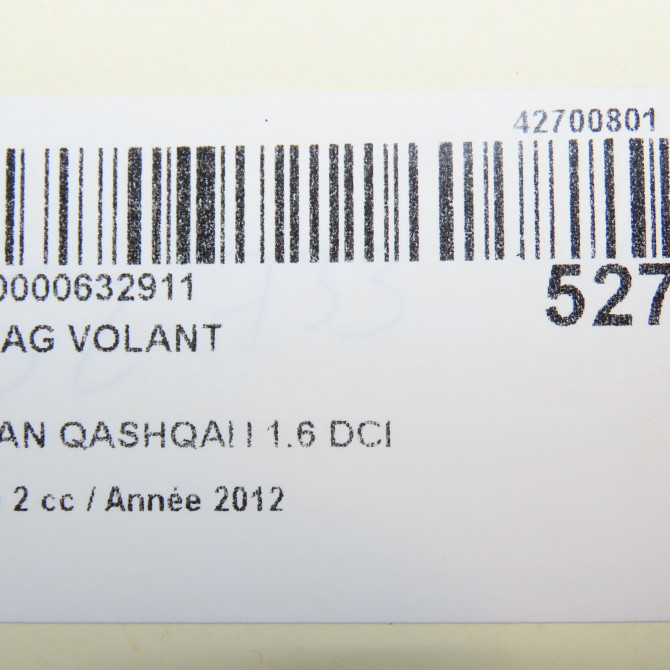 42700801
0000632911
527
AG VOLANT
AN QASHQAI I 1.6 DCI
2 cc / Année 2012